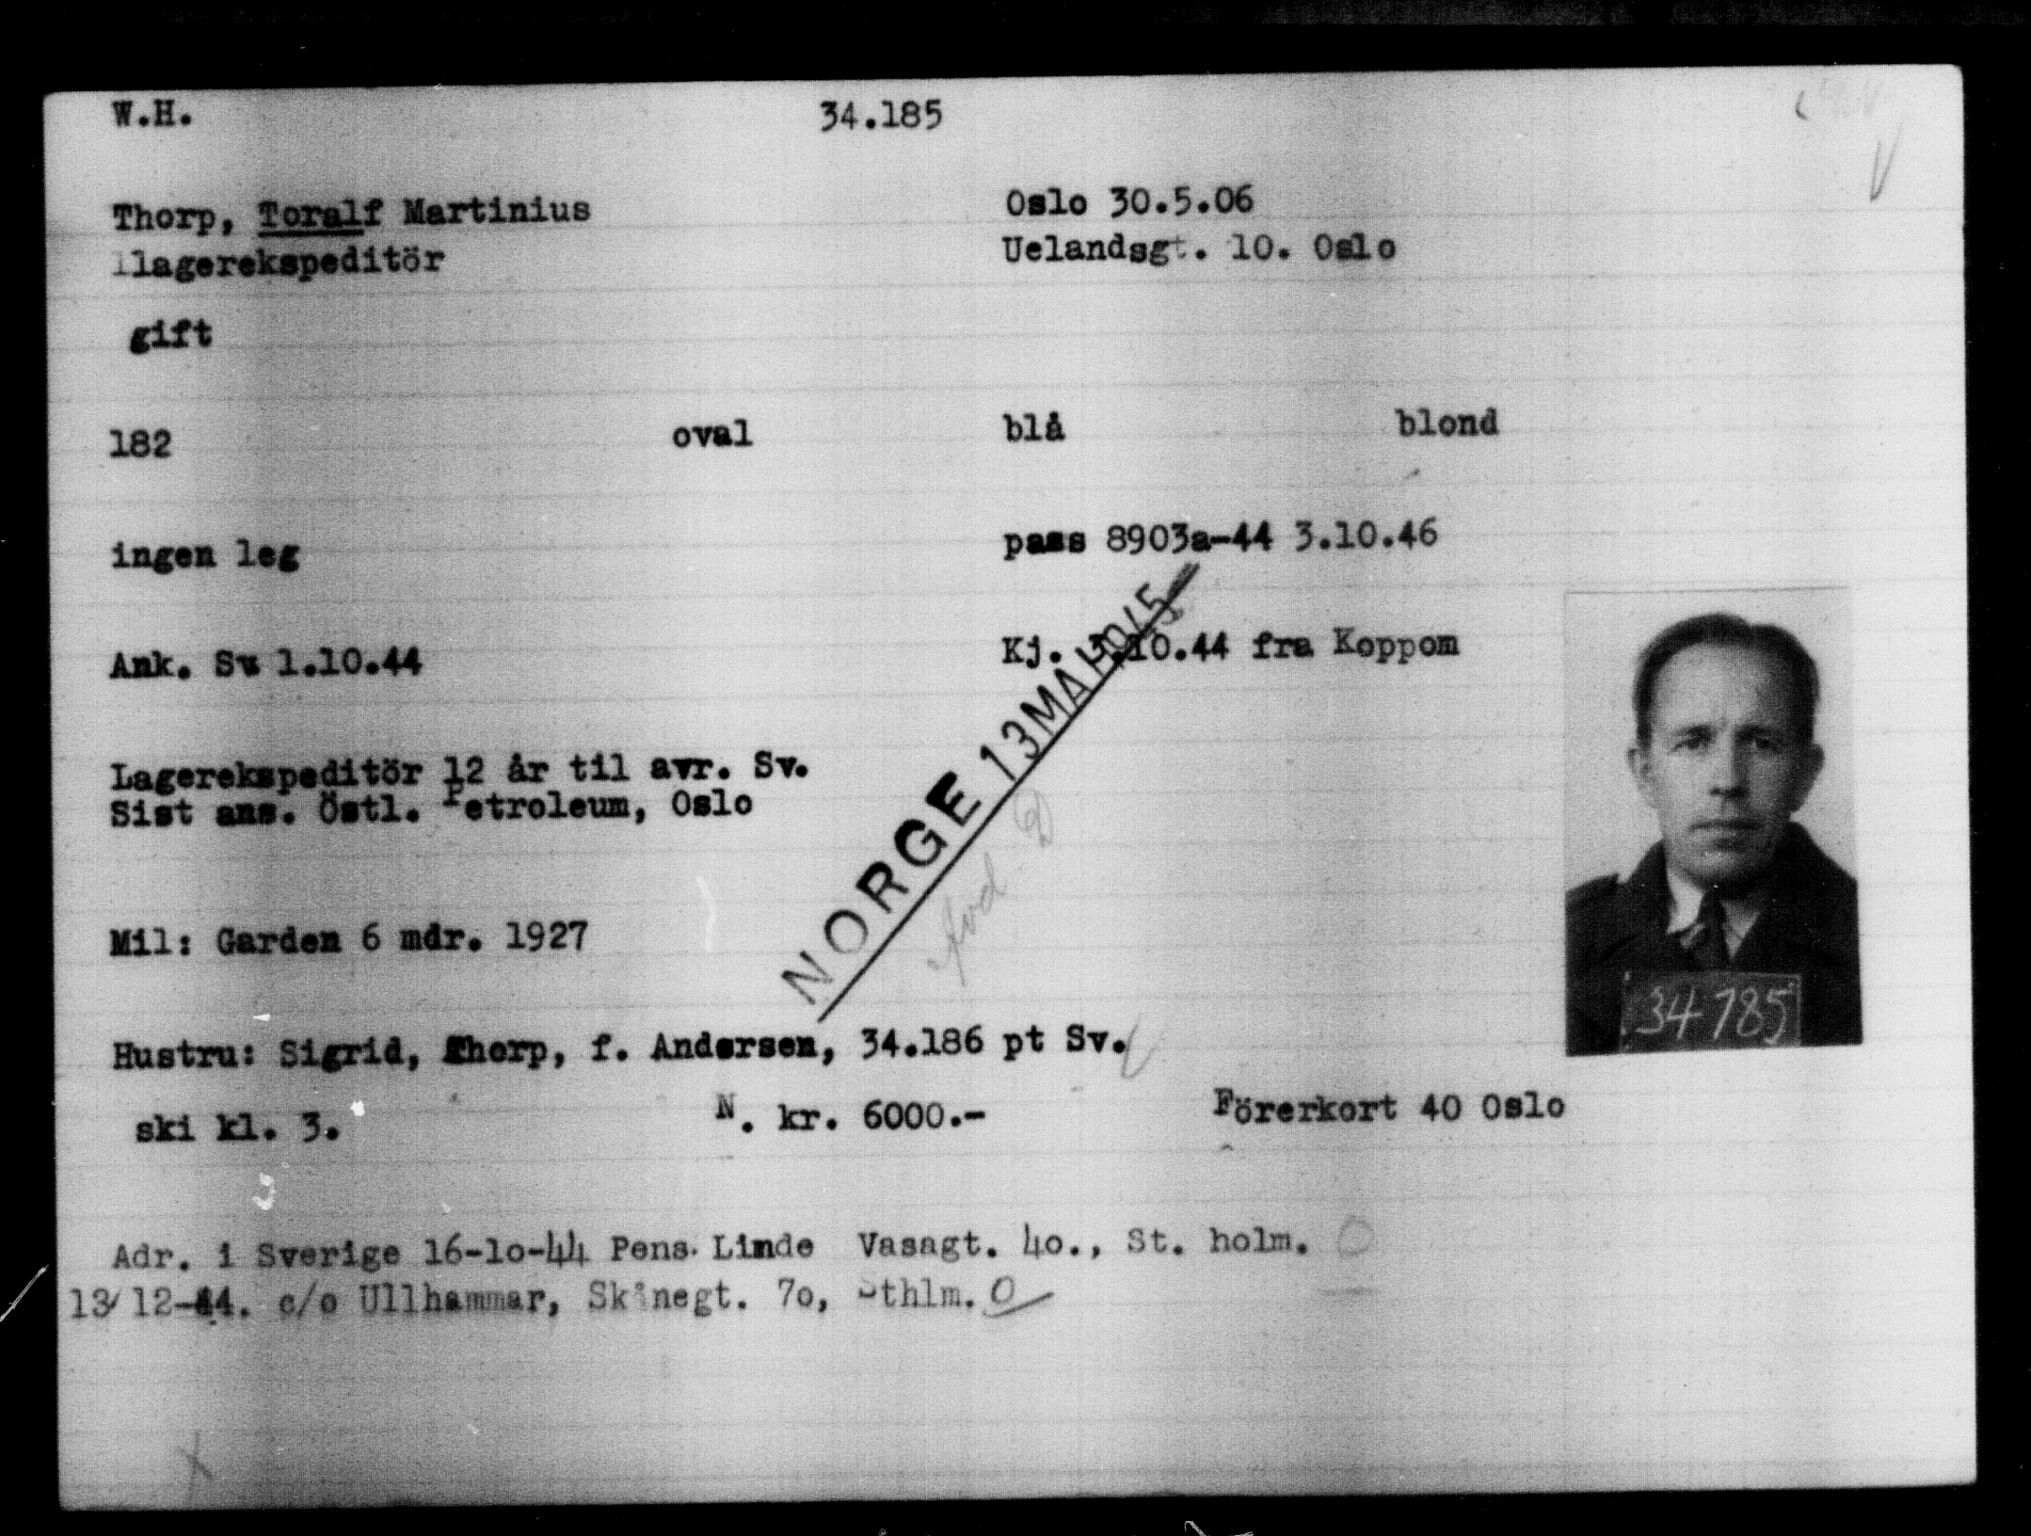 W.H. 34.185
Thorp, Toralf Martinius Oslo 30.5.06
lagerekspeditör Uelandsgt. 10. Oslo
gift
182 oval blå blond
ingen leg pass 8903a-44 3.10.46
Ank. Sv 1.10.44 Kj. .10.44 fra Koppom
NORGE 13 MAI 1945
Lagerekspeditör 12 år til avr. Sv.
Sist ans. Östl. Petroleum, Oslo
Mil: Garden 6 mdr. 1927
Hustru: Sigrid, Thorp, f. Andersen, 34.186 pt Sv.
ski kl. 3. N. kr. 6000.- Förerkort 40 Oslo
34185
Adr. i Sverige 16-10-44 Pens. Linde Vasagt. 40., St. holm. O
13/12-44. c/o Ullhammar, Skånegt. 70, Sthlm. O